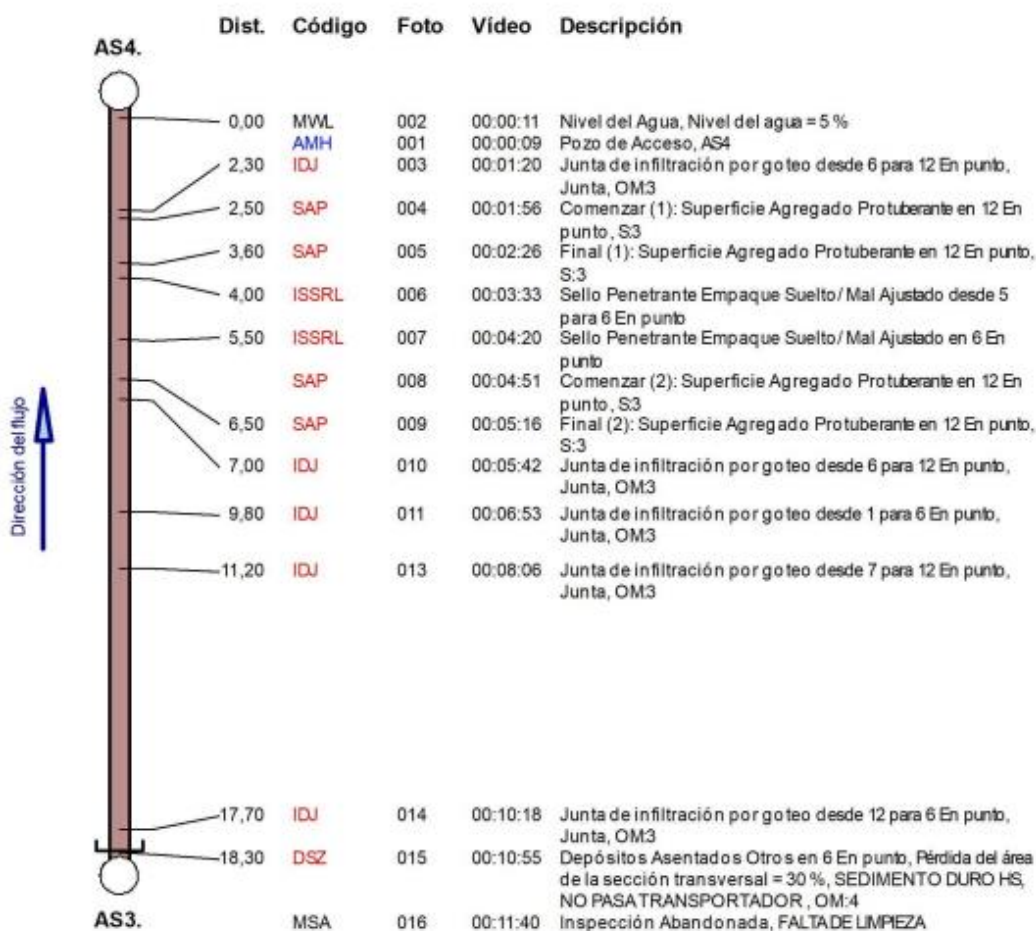 Dist. Código Foto Vídeo Descripción
AS4.
0,00 MWL 002 00:00:11 Nivel del Agua, Nivel del agua = 5 %
AMH 001 00:00:09 Pozo de Acceso, AS4
2,30 IDJ 003 00:01:20 Junta de infiltración por goteo desde 6 para 12 En punto,
Junta, OM:3
2,50 SAP 004 00:01:56 Comenzar (1): Superficie Agregado Protuberante en 12 En
punto, S:3
3,60 SAP 005 00:02:26 Final (1): Superficie Agregado Protuberante en 12 En punto,
S:3
4,00 ISSRL 006 00:03:33 Sello Penetrante Empaque Suelto/ Mal Ajustado desde 5
para 6 En punto
5,50 ISSRL 007 00:04:20 Sello Penetrante Empaque Suelto/ Mal Ajustado en 6 En
punto
SAP 008 00:04:51 Comenzar (2): Superficie Agregado Protuberante en 12 En
punto, S:3
6,50 SAP 009 00:05:16 Final (2): Superficie Agregado Protuberante en 12 En punto,
S:3
7,00 IDJ 010 00:05:42 Junta de infiltración por goteo desde 6 para 12 En punto,
Junta, OM:3
9,80 IDJ 011 00:06:53 Junta de infiltración por goteo desde 1 para 6 En punto,
Junta, OM:3
11,20 IDJ 013 00:08:06 Junta de infiltración por goteo desde 7 para 12 En punto,
Junta, OM:3
Dirección del flujo
17,70 IDJ 014 00:10:18 Junta de infiltración por goteo desde 12 para 6 En punto,
Junta, OM:3
18,30 DSZ 015 00:10:55 Depósitos Asentados Otros en 6 En punto, Pérdida del área
de la sección transversal = 30 %, SEDIMENTO DURO HS,
NO PASA TRANSPORTADOR , OM:4
AS3.
MSA 016 00:11:40 Inspección Abandonada, FALTA DE LIMPIEZA